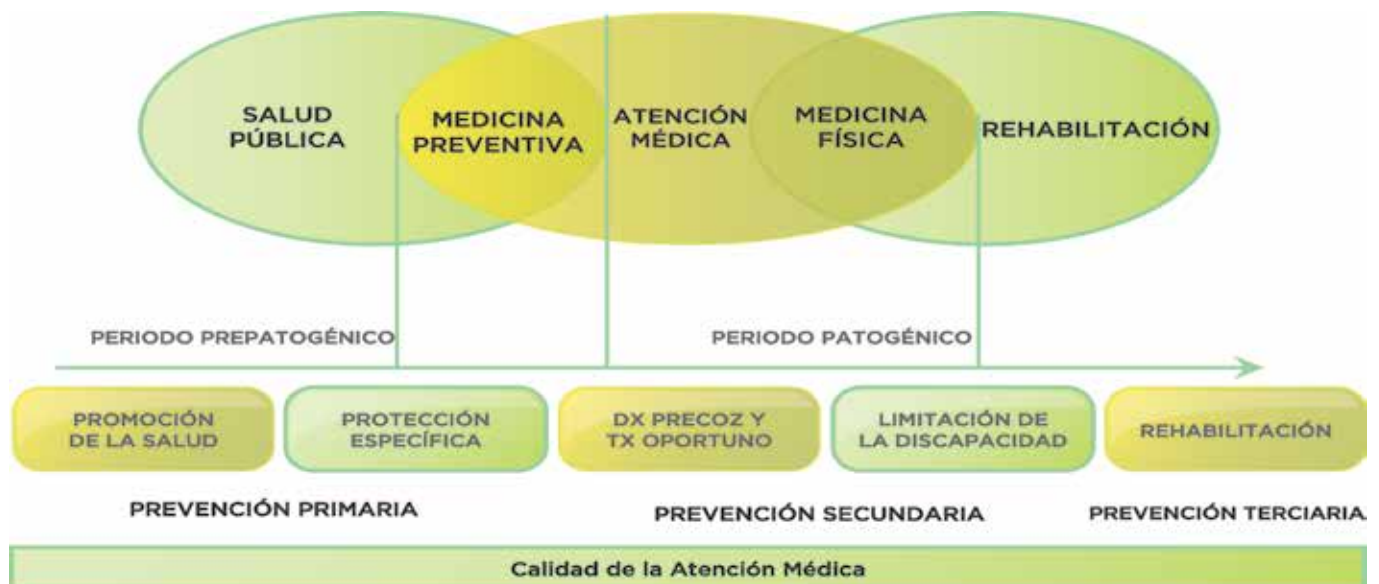 SALUD
PÚBLICA
MEDICINA
PREVENTIVA
ATENCIÓN
MÉDICA
MEDICINA
FÍSICA
REHABILITACIÓN
PERIODO PREPATOGÉNICO
PERIODO PATOGÉNICO
PROMOCIÓN
DE LA SALUD
PROTECCIÓN
ESPECÍFICA
DX PRECOZ Y
TX OPORTUNO
LIMITACIÓN DE
LA DISCAPACIDAD
REHABILITACIÓN
PREVENCIÓN PRIMARIA
PREVENCIÓN SECUNDARIA
PREVENCIÓN TERCIARIA
Calidad de la Atención Médica